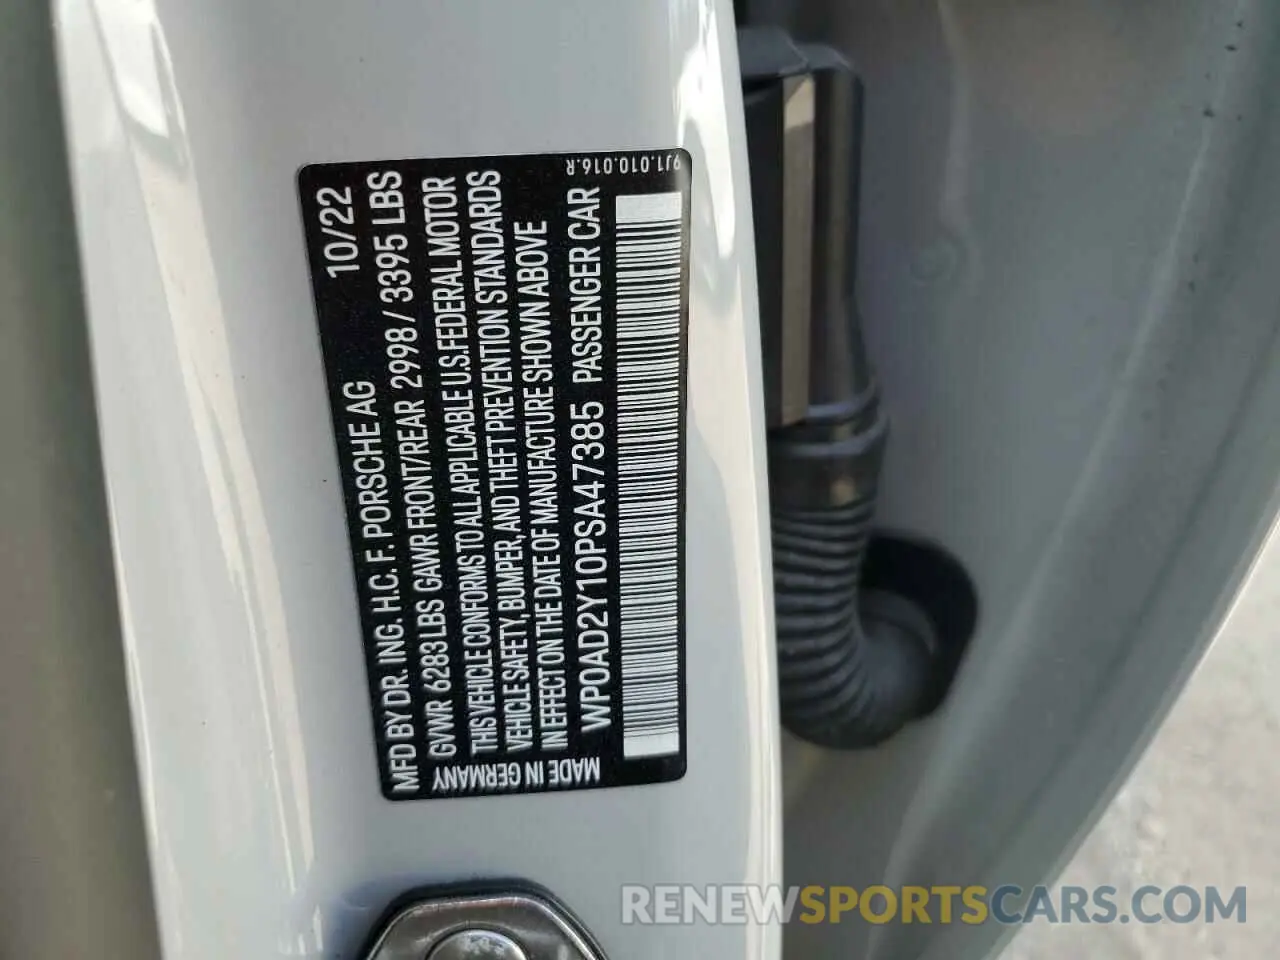 MFD BY DR. ING. H.C. F. PORSCHE AG 10/22
GVWR 6283 LBS GAWR FRONT/REAR 2998 / 3395 LBS
THIS VEHICLE CONFORMS TO ALL APPLICABLE U.S. FEDERAL MOTOR
VEHICLE SAFETY, BUMPER, AND THEFT PREVENTION STANDARDS
IN EFFECT ON THE DATE OF MANUFACTURE SHOWN ABOVE
WP0AD2Y10PSA47385 PASSENGER CAR
MADE IN GERMANY
9J1.010.016.R
RENEWSPORTSCARS.COM